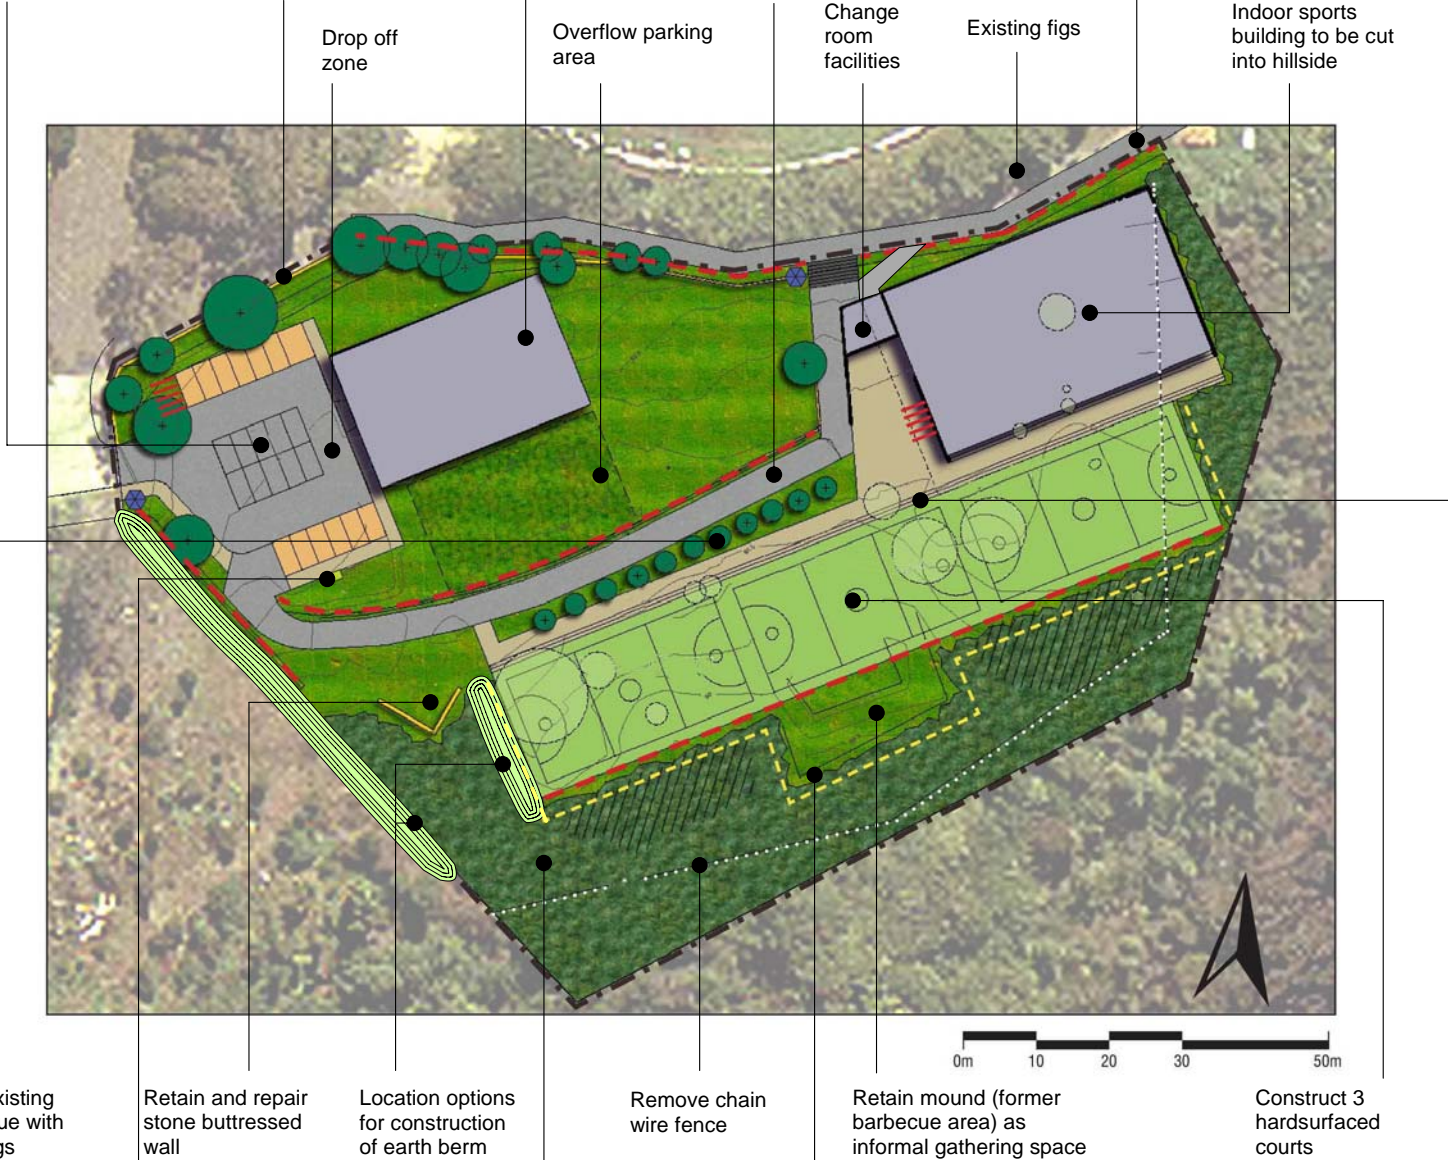 Drop off
zone
Overflow parking
area
Change
room
facilities
Existing figs
Indoor sports
building to be cut
into hillside
0m 10 20 30 50m
Retain and repair
stone buttressed
wall
Location options
for construction
of earth berm
Remove chain
wire fence
Retain mound (former
barbecue area) as
informal gathering space
Construct 3
hardsurfaced
courts
xisting
ue with
gs